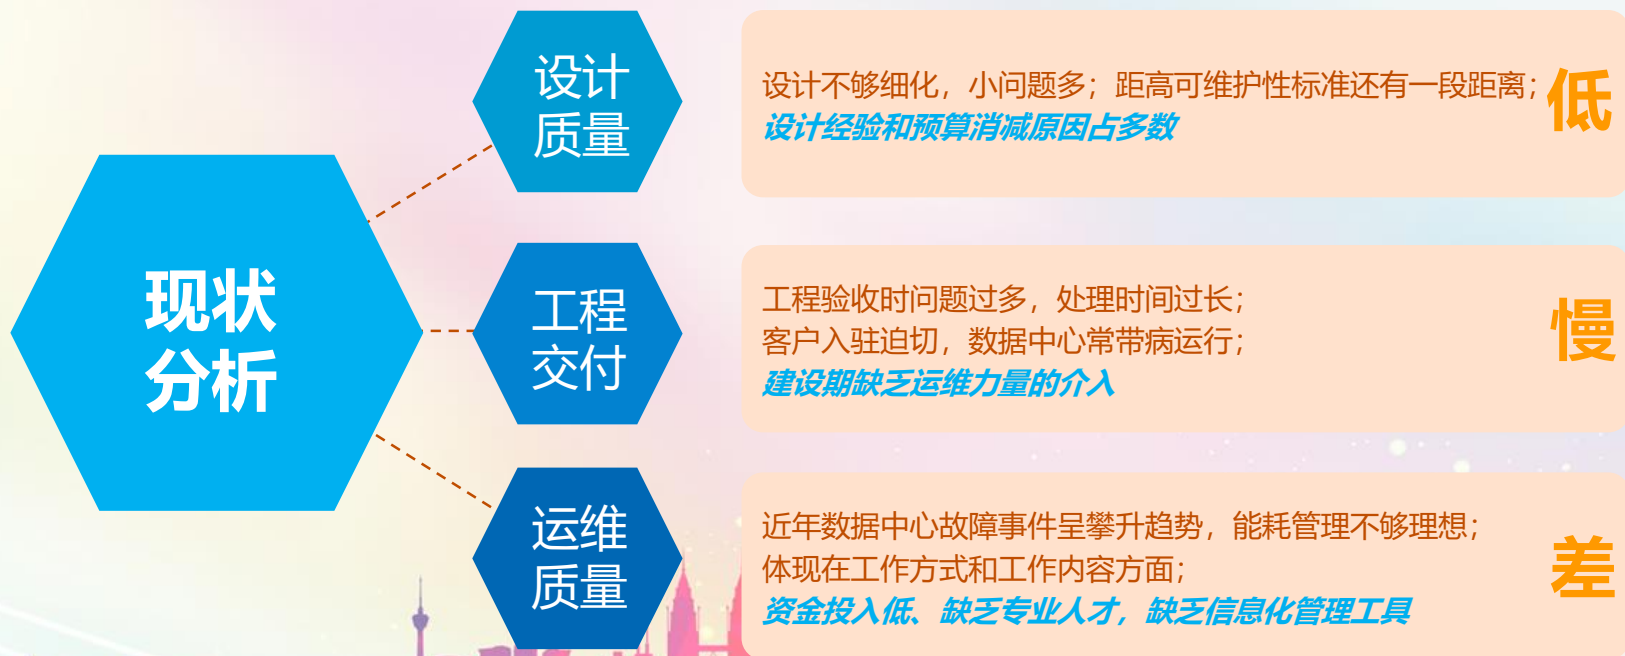 现状
分析
设计
质量
设计不够细化，小问题多；距高可维护性标准还有一段距离；
设计经验和预算消减原因占多数
低
工程
交付
工程验收时问题过多，处理时间过长；
客户入驻迫切，数据中心常带病运行；
建设期缺乏运维力量的介入
慢
运维
质量
近年数据中心故障事件呈攀升趋势，能耗管理不够理想；
体现在工作方式和工作内容方面；
资金投入低、缺乏专业人才，缺乏信息化管理工具
差